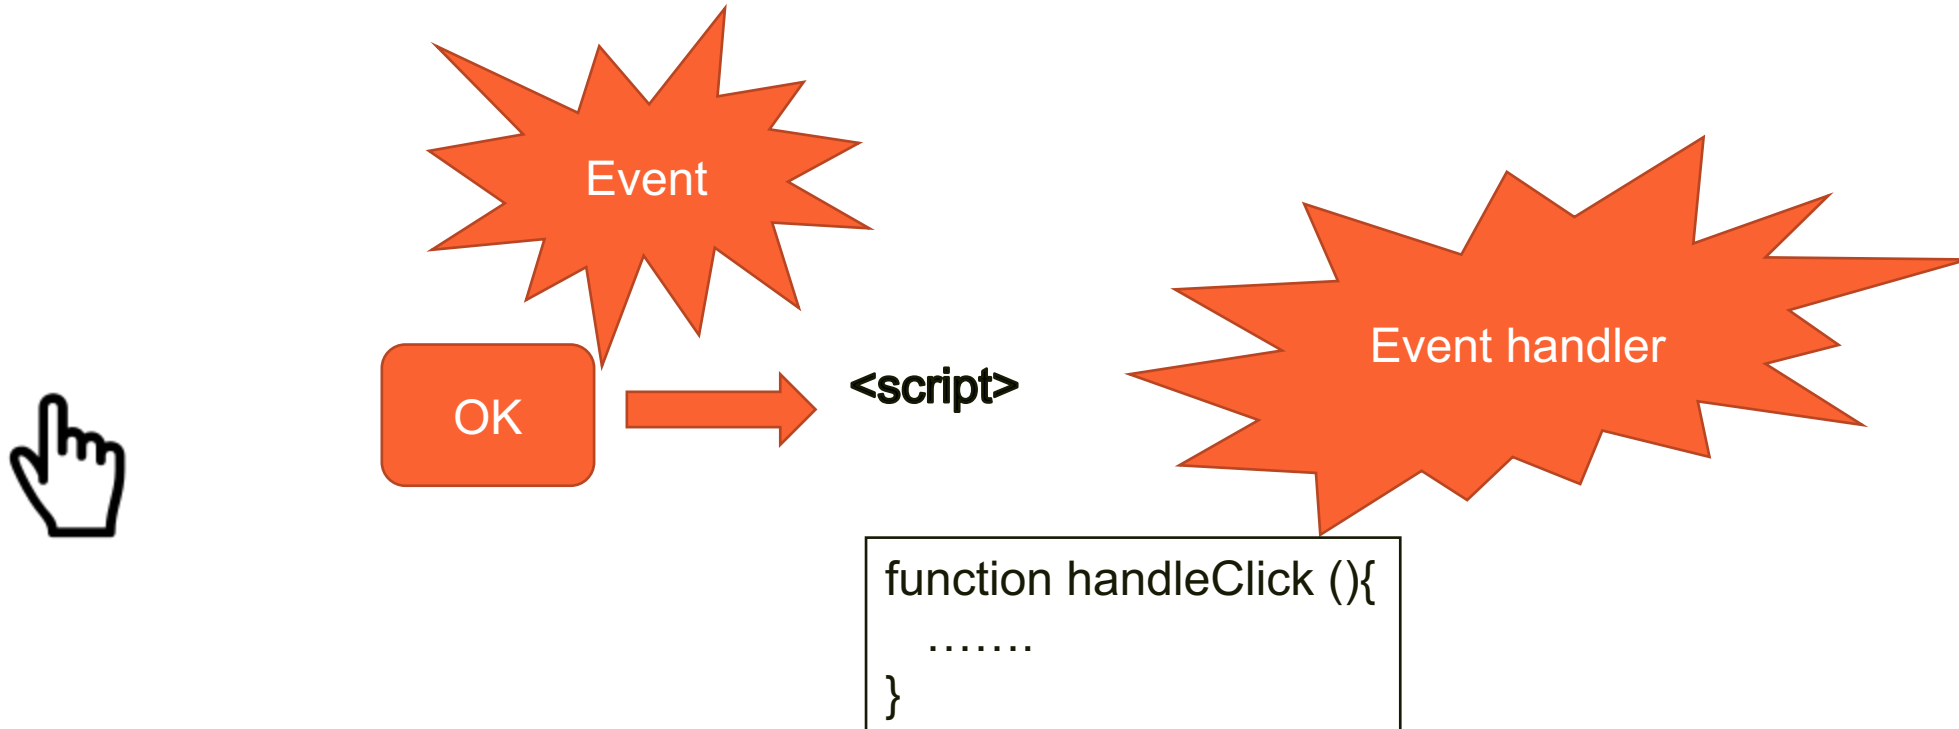 Event
Event handler
OK
<script>
function handleClick (){
…….
}